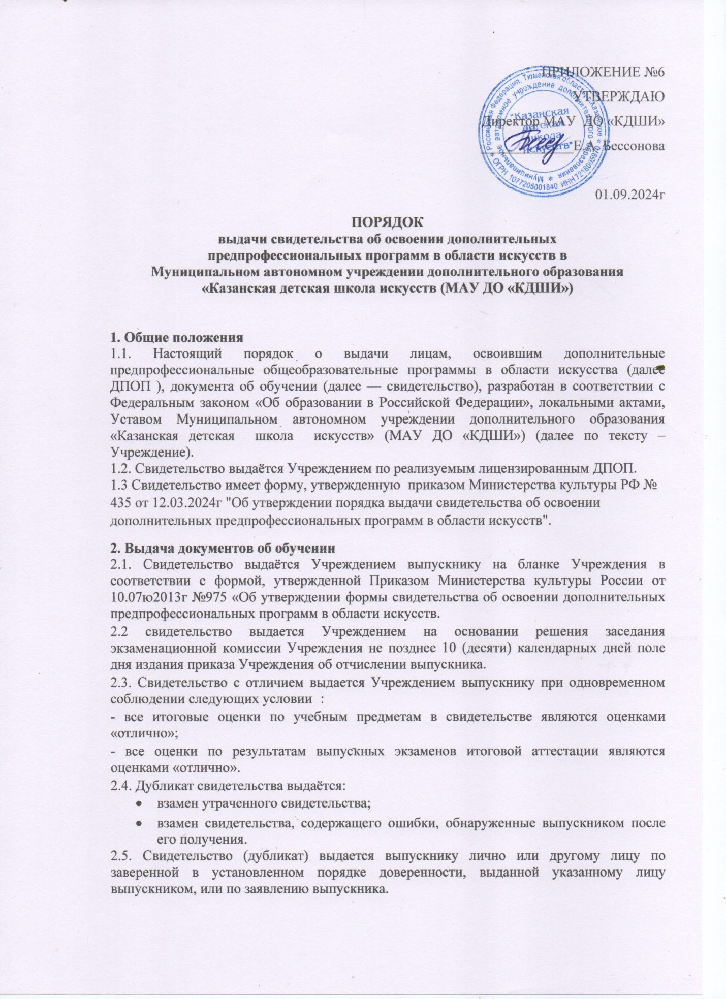 ПРИЛОЖЕНИЕ №6
УТВЕРЖДАЮ
Директор МАУ ДО «КДШИ»
_____________Е.А. Бессонова
* Российская Федерация, Тюменская область, с. Казанское * ОГРН 1077205001840 ИНН 7218005970
* Муниципальное автономное учреждение дополнительного образования
"Казанская
детская
школа
искусств"
01.09.2024г
ПОРЯДОК
выдачи свидетельства об освоении дополнительных
предпрофессиональных программ в области искусств в
Муниципальном автономном учреждении дополнительного образования
«Казанская детская школа искусств (МАУ ДО «КДШИ»)
1. Общие положения
1.1. Настоящий порядок о выдачи лицам, освоившим дополнительные
предпрофессиональные общеобразовательные программы в области искусства (далее
ДПОП ), документа об обучении (далее — свидетельство), разработан в соответствии с
Федеральным законом «Об образовании в Российской Федерации», локальными актами,
Уставом Муниципальном автономном учреждении дополнительного образования
«Казанская детская школа искусств» (МАУ ДО «КДШИ») (далее по тексту –
Учреждение).
1.2. Свидетельство выдаётся Учреждением по реализуемым лицензированным ДПОП.
1.3 Свидетельство имеет форму, утвержденную приказом Министерства культуры РФ №
435 от 12.03.2024г "Об утверждении порядка выдачи свидетельства об освоении
дополнительных предпрофессиональных программ в области искусств".
2. Выдача документов об обучении
2.1. Свидетельство выдаётся Учреждением выпускнику на бланке Учреждения в
соответствии с формой, утвержденной Приказом Министерства культуры России от
10.07ю2013г №975 «Об утверждении формы свидетельства об освоении дополнительных
предпрофессиональных программ в области искусств.
2.2 свидетельство выдается Учреждением на основании решения заседания
экзаменационной комиссии Учреждения не позднее 10 (десяти) календарных дней поле
дня издания приказа Учреждения об отчислении выпускника.
2.3. Свидетельство с отличием выдается Учреждением выпускнику при одновременном
соблюдении следующих условии :
- все итоговые оценки по учебным предметам в свидетельстве являются оценками
«отлично»;
- все оценки по результатам выпускных экзаменов итоговой аттестации являются
оценками «отлично».
2.4. Дубликат свидетельства выдаётся:
• взамен утраченного свидетельства;
• взамен свидетельства, содержащего ошибки, обнаруженные выпускником после
его получения.
2.5. Свидетельство (дубликат) выдается выпускнику лично или другому лицу по
заверенной в установленном порядке доверенности, выданной указанному лицу
выпускником, или по заявлению выпускника.